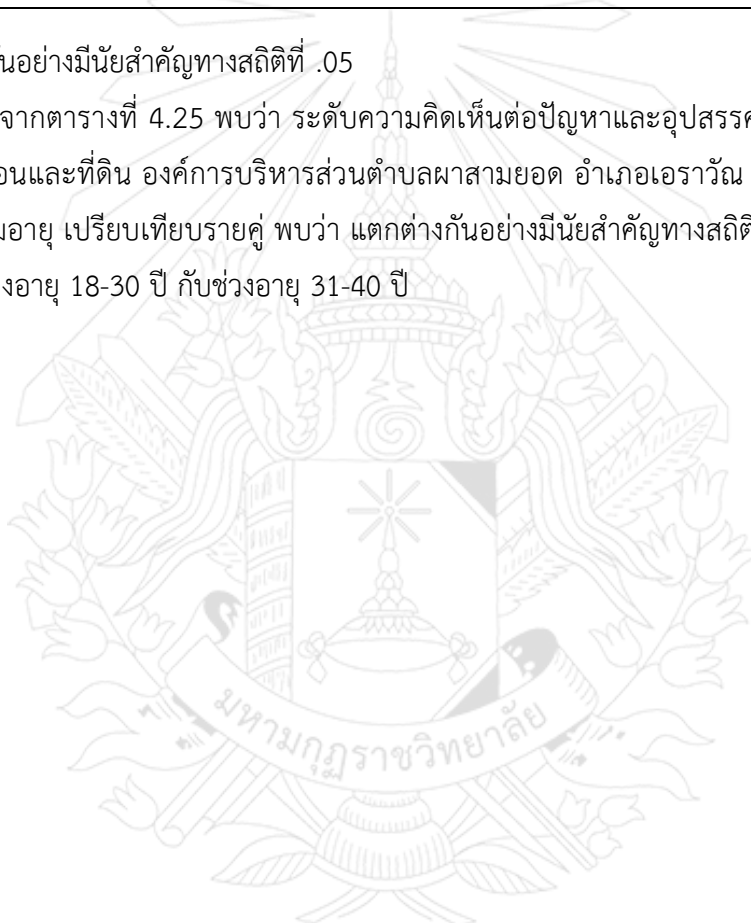 นอย่างมีนัยสำคัญทางสถิติที่ .05
จากตารางที่ 4.25 พบว่า ระดับความคิดเห็นต่อปัญหาและอุปสรรค
อนและที่ดิน องค์การบริหารส่วนตำบลผาสามยอด อำเภอเอราวัณ
อายุ เปรียบเทียบรายคู่ พบว่า แตกต่างกันอย่างมีนัยสำคัญทางสถิติ
งอายุ 18-30 ปี กับช่วงอายุ 31-40 ปี
มหามกุฏราชวิทยาลัย